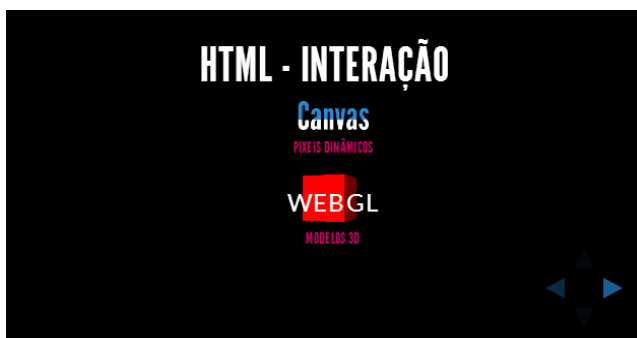 HTML - INTERAÇÃO
Canvas
PIXEIS DINÂMICOS
WEBGL
MODELOS 3D